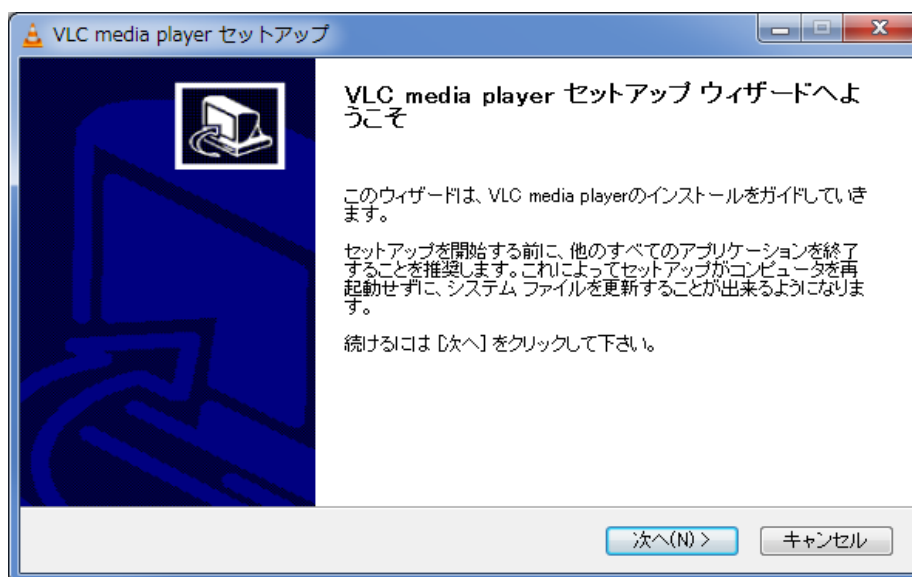 VLC media player セットアップ
VLC media player セットアップ ウィザードへよ
うこそ
このウィザードは、VLC media playerのインストールをガイドしていき
ます。
セットアップを開始する前に、他のすべてのアプリケーションを終了
することを推奨します。これによってセットアップがコンピュータを再
起動せずに、システム ファイルを更新することが出来るようになりま
す。
続けるには [次へ] をクリックして下さい。
次へ(N) >
キャンセル